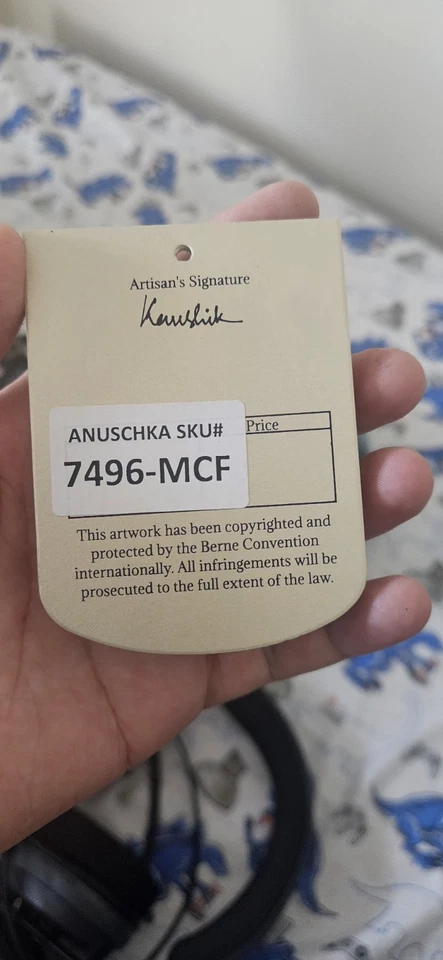 Artisan's Signature
Kaushik
Price
ANUSCHKA SKU#
7496-MCF
This artwork has been copyrighted and
protected by the Berne Convention
internationally. All infringements will be
prosecuted to the full extent of the law.